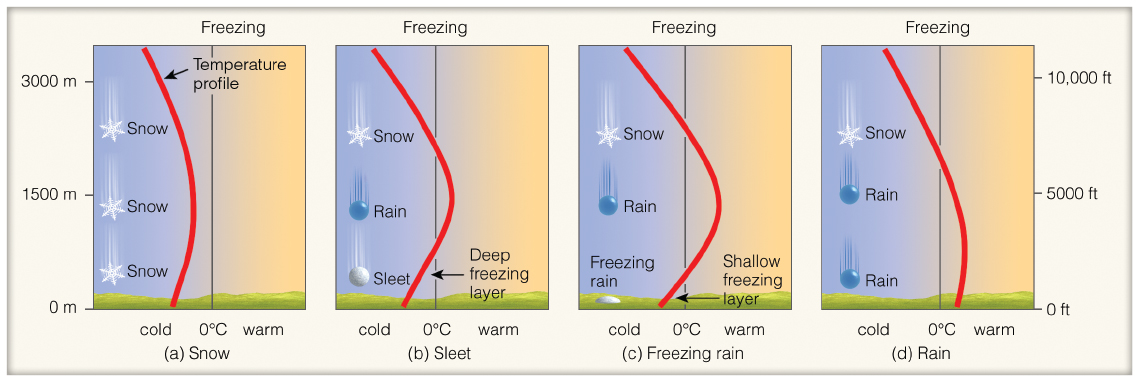 Freezing
3000 m
Temperature
profile
Snow
1500 m
Snow
Snow
0 m
cold 0°C warm
(a) Snow
Freezing
Snow
Rain
Sleet
Deep
freezing
layer
cold 0°C warm
(b) Sleet
Freezing
Snow
Rain
Freezing
rain
Shallow
freezing
layer
cold 0°C warm
(c) Freezing rain
Freezing
10,000 ft
Snow
Rain
5000 ft
Rain
0 ft
cold 0°C warm
(d) Rain